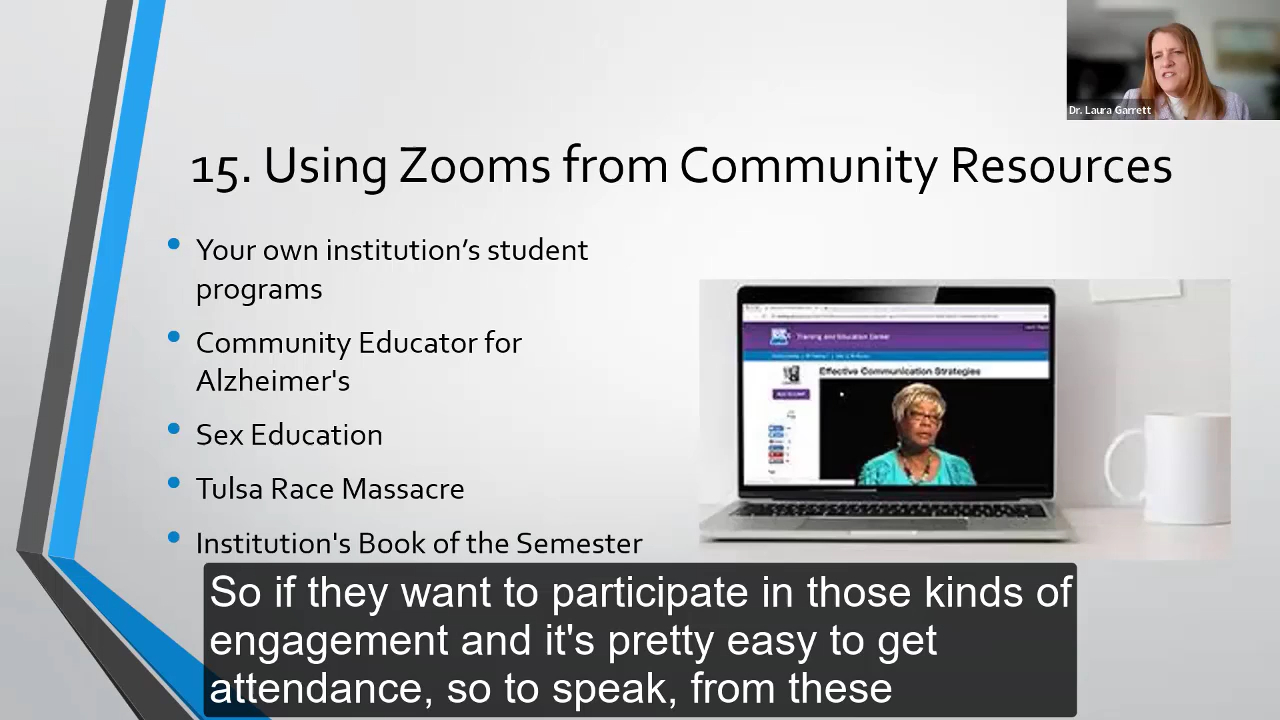 Dr. Laura Garrett
15. Using Zooms from Community Resources
Your own institution’s student
programs
Community Educator for
Alzheimer's
Sex Education
Tulsa Race Massacre
Institution's Book of the Semester
Training and Education Center
Effective Communication Strategies
So if they want to participate in those kinds of
engagement and it's pretty easy to get
attendance, so to speak, from these